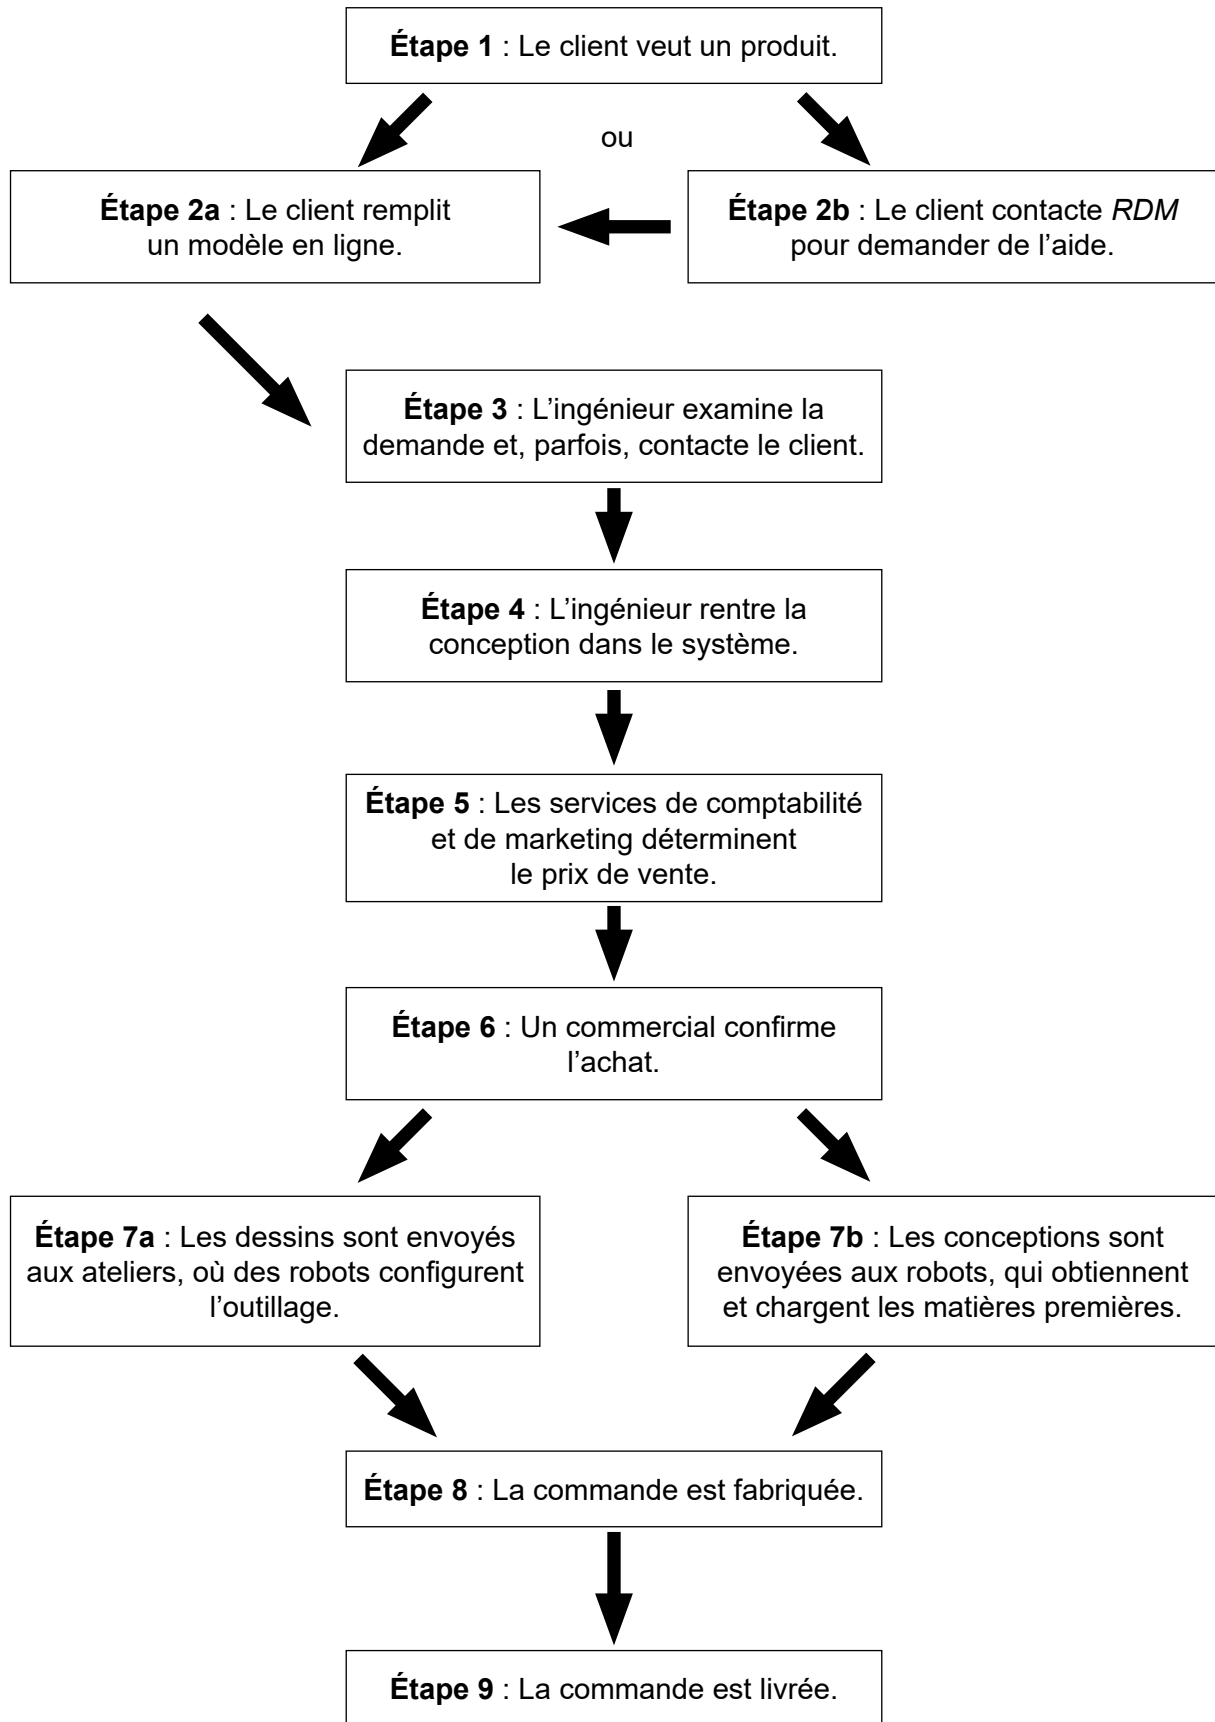 Étape 1 : Le client veut un produit.
ou
Étape 2a : Le client remplit
un modèle en ligne.
Étape 2b : Le client contacte RDM
pour demander de l’aide.
Étape 3 : L’ingénieur examine la
demande et, parfois, contacte le client.
Étape 4 : L’ingénieur rentre la
conception dans le système.
Étape 5 : Les services de comptabilité
et de marketing déterminent
le prix de vente.
Étape 6 : Un commercial confirme
l’achat.
Étape 7a : Les dessins sont envoyés
aux ateliers, où des robots configurent
l’outillage.
Étape 7b : Les conceptions sont
envoyées aux robots, qui obtiennent
et chargent les matières premières.
Étape 8 : La commande est fabriquée.
Étape 9 : La commande est livrée.